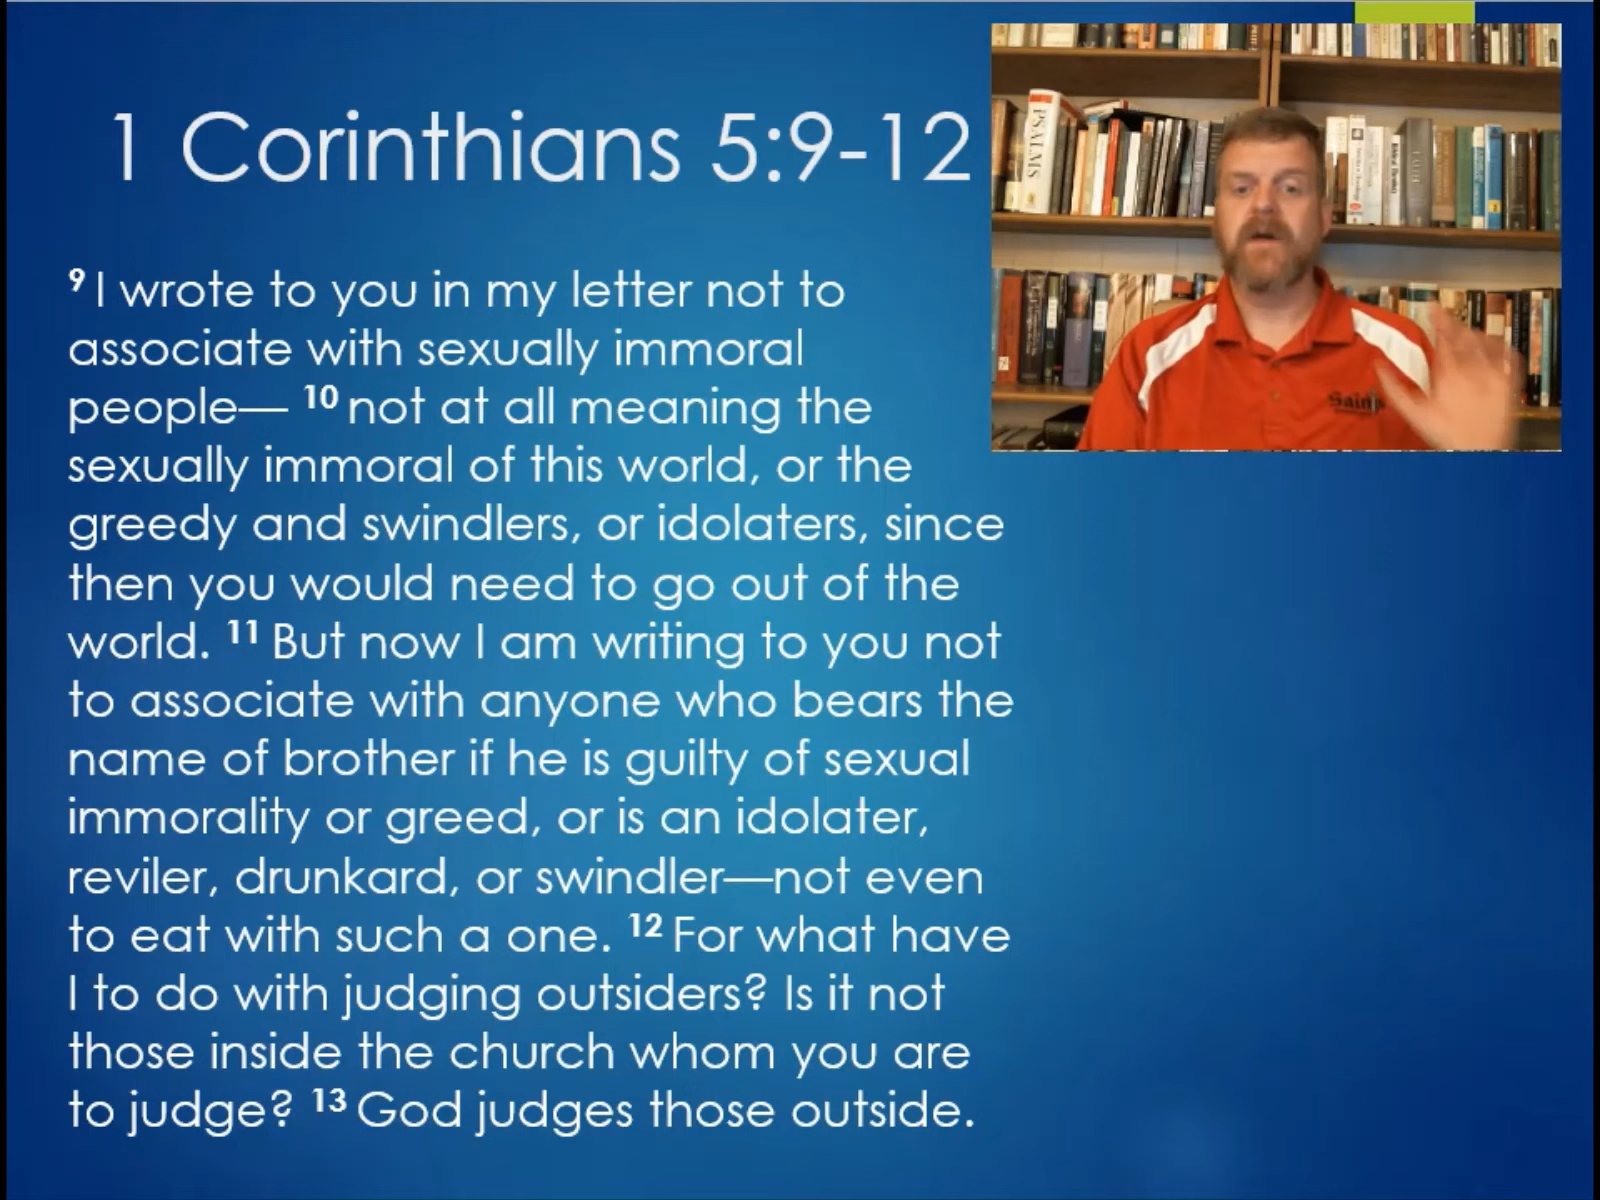 1 Corinthians 5:9-12
9 I wrote to you in my letter not to
associate with sexually immoral
people— 10 not at all meaning the
sexually immoral of this world, or the
greedy and swindlers, or idolaters, since
then you would need to go out of the
world. 11 But now I am writing to you not
to associate with anyone who bears the
name of brother if he is guilty of sexual
immorality or greed, or is an idolater,
reviler, drunkard, or swindler—not even
to eat with such a one. 12 For what have
I to do with judging outsiders? Is it not
those inside the church whom you are
to judge? 13 God judges those outside.
PSALMS
Saints